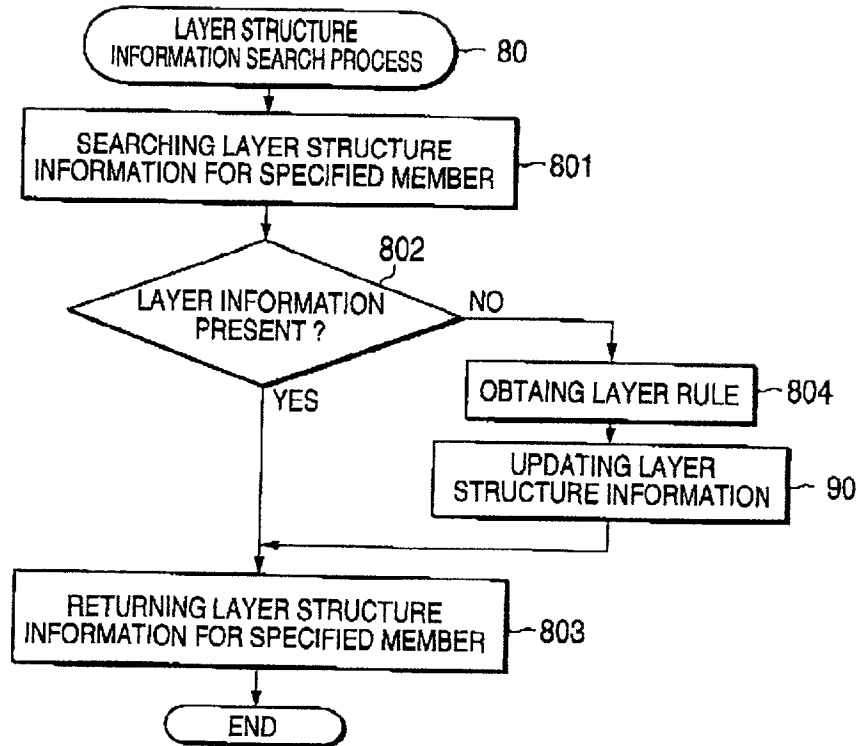 LAYER STRUCTURE
INFORMATION SEARCH PROCESS
80
SEARCHING LAYER STRUCTURE
INFORMATION FOR SPECIFIED MEMBER
801
802
LAYER INFORMATION
PRESENT ?
NO
YES
OBTAING LAYER RULE
804
UPDATING LAYER
STRUCTURE INFORMATION
90
RETURNING LAYER STRUCTURE
INFORMATION FOR SPECIFIED MEMBER
803
END